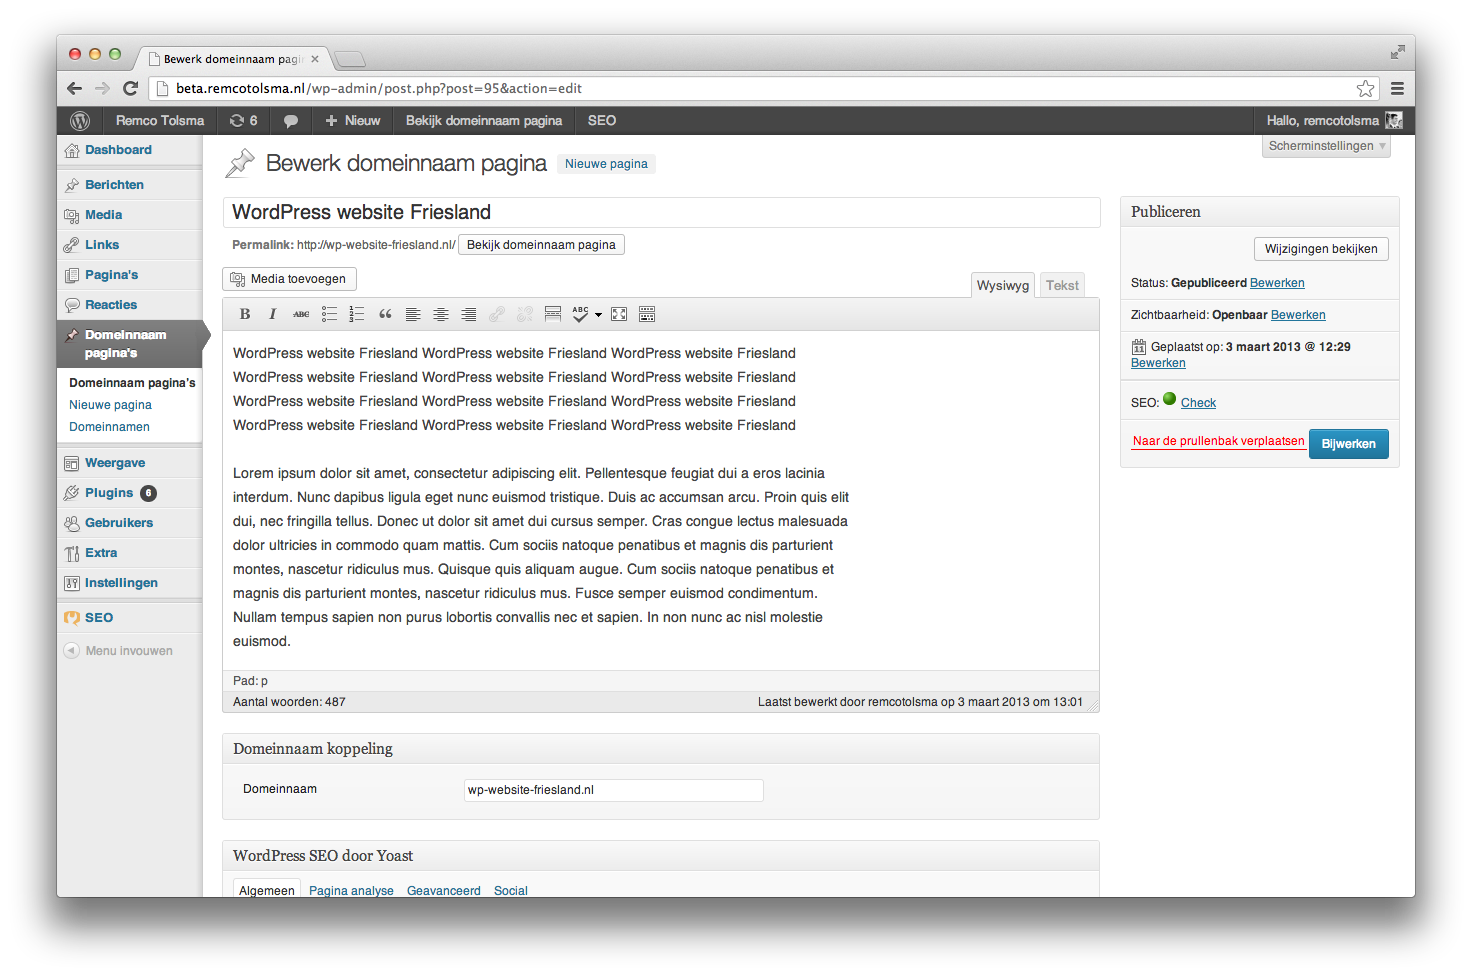 Bewerk domeinnaam pagi
beta.remcotolsma.nl/wp-admin/post.php?post=95&action=edit
Remco Tolsma 6 Nieuw Bekijk domeinnaam pagina SEO Hallo, remcotolsma
Scherminstellingen
Dashboard
Berichten
Media
Links
Pagina's
Reacties
Domeinnaam
pagina's
Domeinnaam pagina's
Nieuwe pagina
Domeinnamen
Weergave
Plugins 6
Gebruikers
Extra
Instellingen
SEO
Menu invouwen
Bewerk domeinnaam pagina Nieuwe pagina
WordPress website Friesland
Permalink: http://wp-website-friesland.nl/ Bekijk domeinnaam pagina
Media toevoegen
Wysiwyg Tekst
B I ABC ABC
WordPress website Friesland WordPress website Friesland WordPress website Friesland
WordPress website Friesland WordPress website Friesland WordPress website Friesland
WordPress website Friesland WordPress website Friesland WordPress website Friesland
WordPress website Friesland WordPress website Friesland WordPress website Friesland
Lorem ipsum dolor sit amet, consectetur adipiscing elit. Pellentesque feugiat dui a eros lacinia
interdum. Nunc dapibus ligula eget nunc euismod tristique. Duis ac accumsan arcu. Proin quis elit
dui, nec fringilla tellus. Donec ut dolor sit amet dui cursus semper. Cras congue lectus malesuada
dolor ultricies in commodo quam mattis. Cum sociis natoque penatibus et magnis dis parturient
montes, nascetur ridiculus mus. Quisque quis aliquam augue. Cum sociis natoque penatibus et
magnis dis parturient montes, nascetur ridiculus mus. Fusce semper euismod condimentum.
Nullam tempus sapien non purus lobortis convallis nec et sapien. In non nunc ac nisl molestie
euismod.
Pad: p
Aantal woorden: 487 Laatst bewerkt door remcotolsma op 3 maart 2013 om 13:01
Domeinnaam koppeling
Domeinnaam wp-website-friesland.nl
WordPress SEO door Yoast
Algemeen Pagina analyse Geavanceerd Social
Publiceren
Wijzigingen bekijken
Status: Gepubliceerd Bewerken
Zichtbaarheid: Openbaar Bewerken
11 Geplaatst op: 3 maart 2013 @ 12:29
Bewerken
SEO: Check
Naar de prullenbak verplaatsen Bijwerken